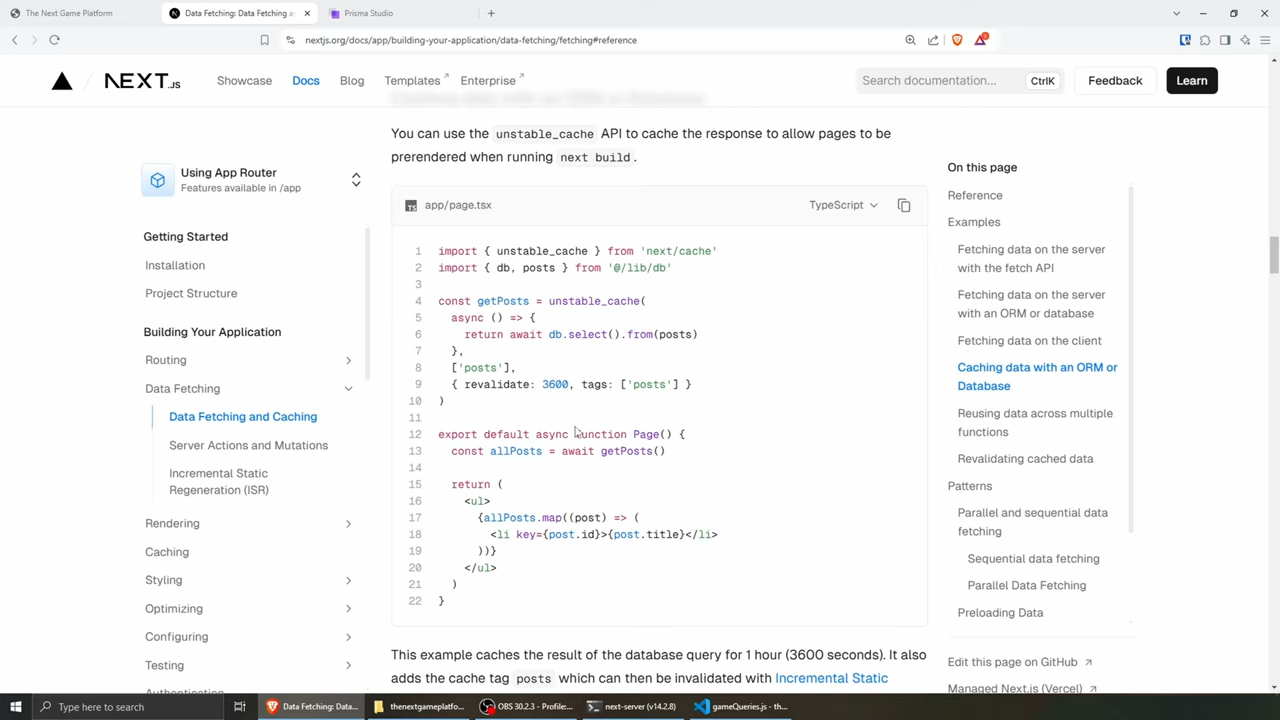 The Next Game Platform
Data Fetching: Data Fetching a
Prisma Studio
nextjs.org/docs/app/building-your-application/data-fetching/fetching#reference
NEXT.JS
Showcase
Docs
Blog
Templates
Enterprise
Search documentation...
CtrlK
Feedback
Learn
Using App Router
Features available in /app
Getting Started
Installation
Project Structure
Building Your Application
Routing
Data Fetching
Data Fetching and Caching
Server Actions and Mutations
Incremental Static
Regeneration (ISR)
Rendering
Caching
Styling
Optimizing
Configuring
Testing
Authentication
Caching data with an ORM or Database
You can use the unstable_cache API to cache the response to allow pages to be
prerendered when running next build.
TS app/page.tsx
TypeScript
1 import { unstable_cache } from 'next/cache'
2 import { db, posts } from '@/lib/db'
3
4 const getPosts = unstable_cache(
5 async () => {
6 return await db.select().from(posts)
7 },
8 ['posts'],
9 { revalidate: 3600, tags: ['posts'] }
10 )
11
12 export default async function Page() {
13 const allPosts = await getPosts()
14
15 return (
16 <ul>
17 {allPosts.map((post) => (
18 <li key={post.id}>{post.title}</li>
19 ))}
20 </ul>
21 )
22 }
This example caches the result of the database query for 1 hour (3600 seconds). It also
adds the cache tag posts which can then be invalidated with Incremental Static
On this page
Reference
Examples
Fetching data on the server
with the fetch API
Fetching data on the server
with an ORM or database
Fetching data on the client
Caching data with an ORM or
Database
Reusing data across multiple
functions
Revalidating cached data
Patterns
Parallel and sequential data
fetching
Sequential data fetching
Parallel Data Fetching
Preloading Data
Edit this page on GitHub
Managed Next.js (Vercel)
Type here to search
Data Fetching: Data...
thenextgameplatfo...
OBS 30.2.3 - Profile:...
next-server (v14.2.8)
gameQueries.js - th...